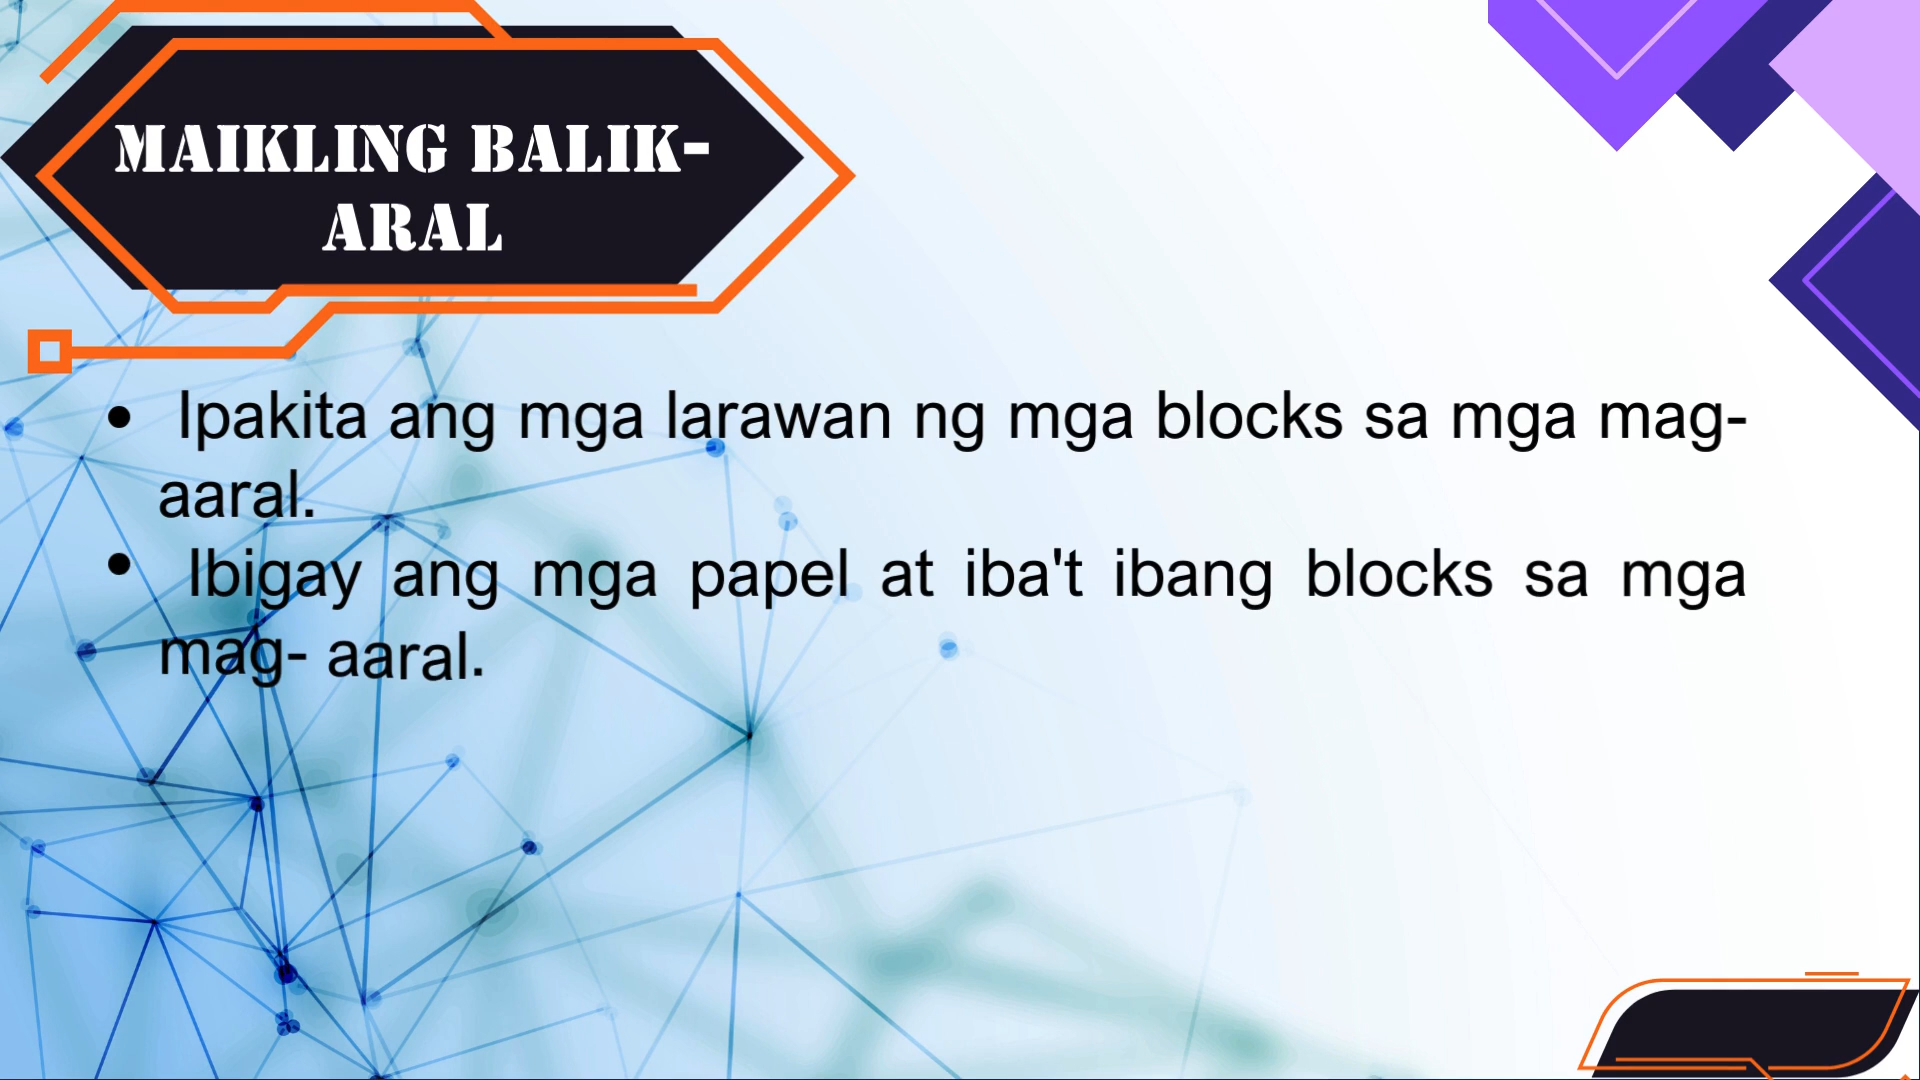 MAIKLING BALIK-
ARAL
• Ipakita ang mga larawan ng mga blocks sa mga mag-
aaral.
• Ibigay ang mga papel at iba't ibang blocks sa mga
mag- aaral.